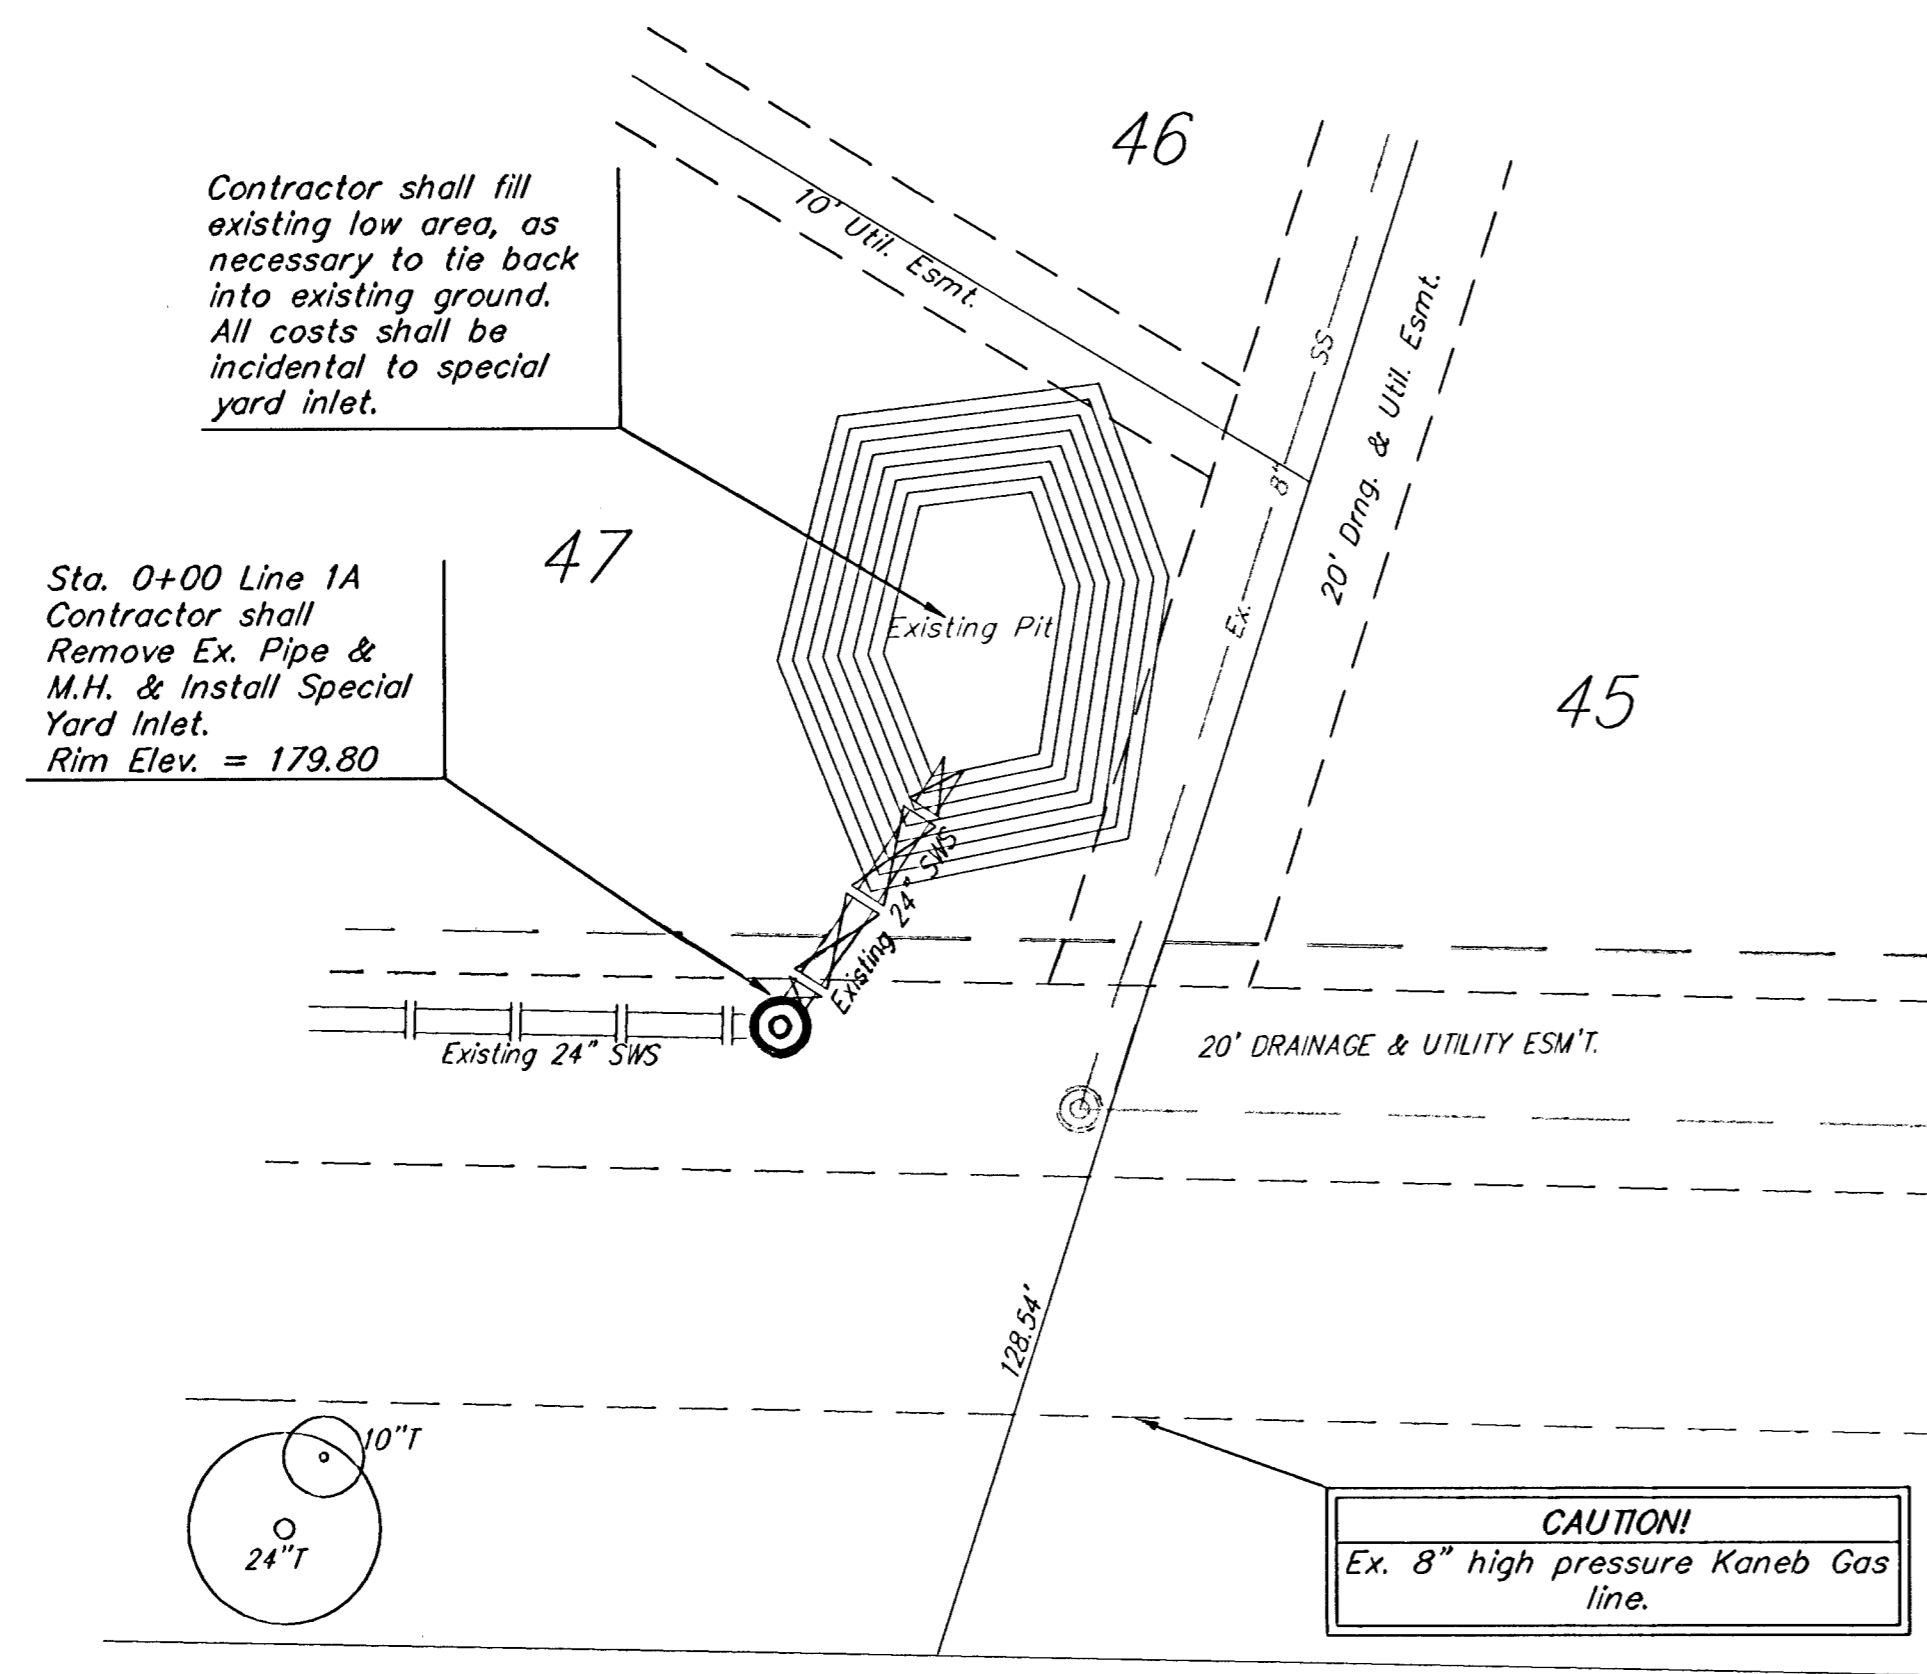 46
Contractor shall fill
existing low area, as
necessary to tie back
into existing ground.
All costs shall be
incidental to special
yard inlet.
10' Util. Esmt.
Ex. 8" SS
20' Drng. & Util. Esmt.
47
Sta. 0+00 Line 1A
Contractor shall
Remove Ex. Pipe &
M.H. & Install Special
Yard Inlet.
Rim Elev. = 179.80
Existing Pit
45
Existing 24" SWS
Existing 24" SWS
20' DRAINAGE & UTILITY ESM'T.
128.54'
10"T
24"T
CAUTION!
Ex. 8" high pressure Kaneb Gas
line.